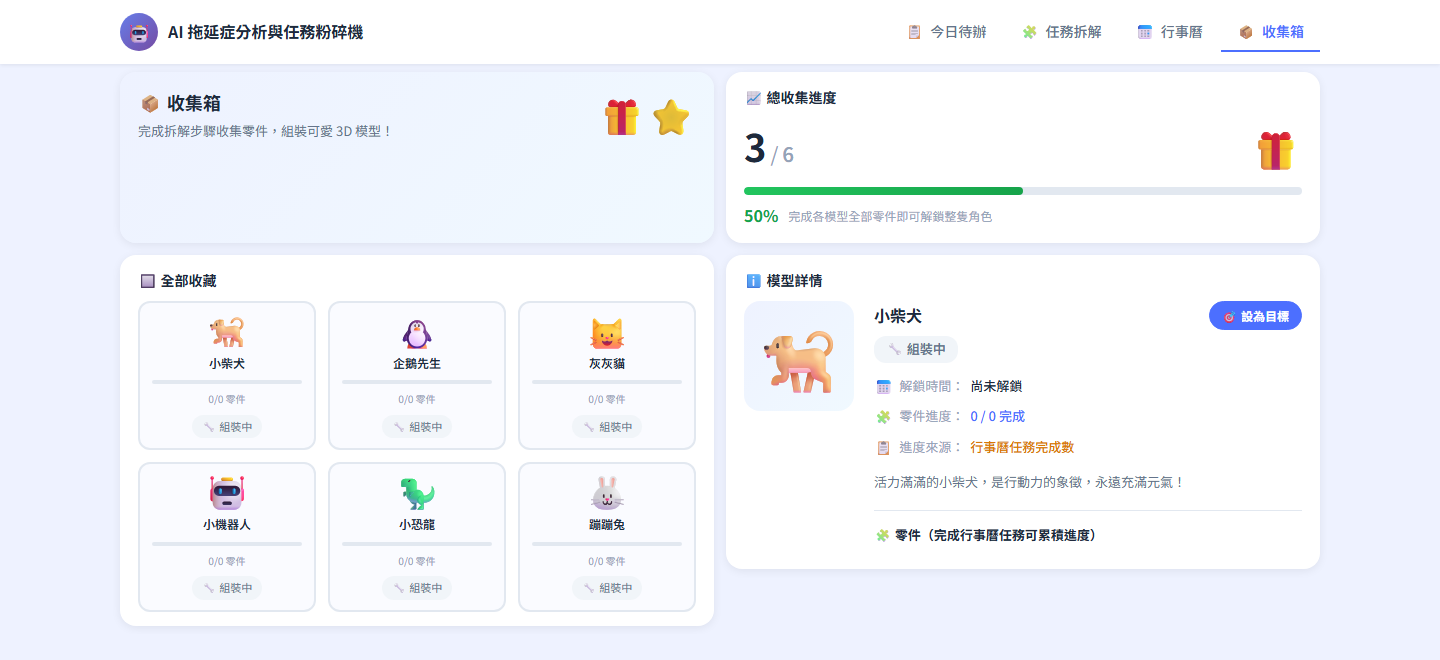 AI 拖延症分析與任務粉碎機
今日待辦
任務拆解
行事曆
收集箱
收集箱
完成拆解步驟收集零件，組裝可愛 3D 模型！
總收集進度
3 / 6
50% 完成各模型全部零件即可解鎖整隻角色
全部收藏
小柴犬
0/0 零件
組裝中
企鵝先生
0/0 零件
組裝中
灰灰貓
0/0 零件
組裝中
小機器人
0/0 零件
組裝中
小恐龍
0/0 零件
組裝中
蹦蹦兔
0/0 零件
組裝中
模型詳情
小柴犬
設為目標
組裝中
解鎖時間： 尚未解鎖
零件進度： 0 / 0 完成
進度來源： 行事曆任務完成數
活力滿滿的小柴犬，是行動力的象徵，永遠充滿元氣！
零件（完成行事曆任務可累積進度）